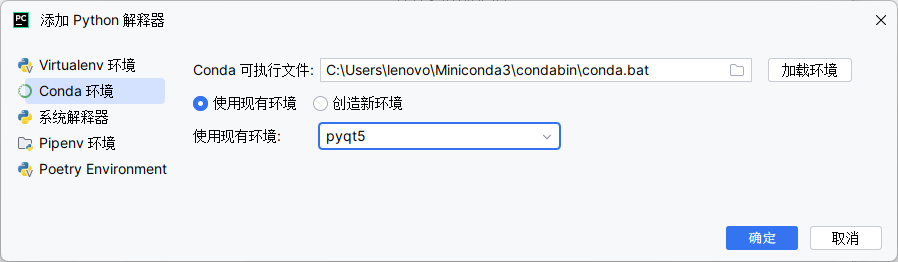 PC 添加 Python 解释器
Virtualenv 环境
Conda 环境
系统解释器
Pipenv 环境
Poetry Environment
Conda 可执行文件: C:\Users\lenovo\Miniconda3\condabin\conda.bat 加载环境
使用现有环境 创造新环境
使用现有环境: pyqt5
确定 取消